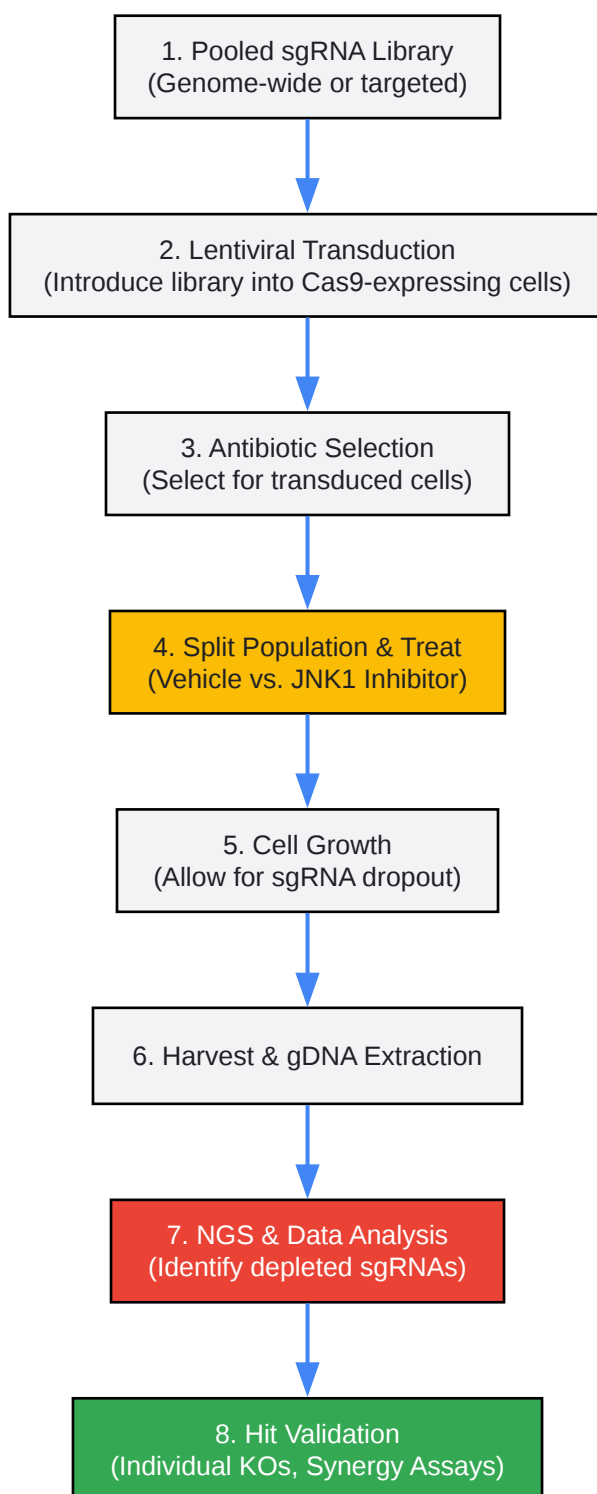 1. Pooled sgRNA Library
(Genome-wide or targeted)
2. Lentiviral Transduction
(Introduce library into Cas9-expressing cells)
3. Antibiotic Selection
(Select for transduced cells)
4. Split Population & Treat
(Vehicle vs. JNK1 Inhibitor)
5. Cell Growth
(Allow for sgRNA dropout)
6. Harvest & gDNA Extraction
7. NGS & Data Analysis
(Identify depleted sgRNAs)
8. Hit Validation
(Individual KOs, Synergy Assays)